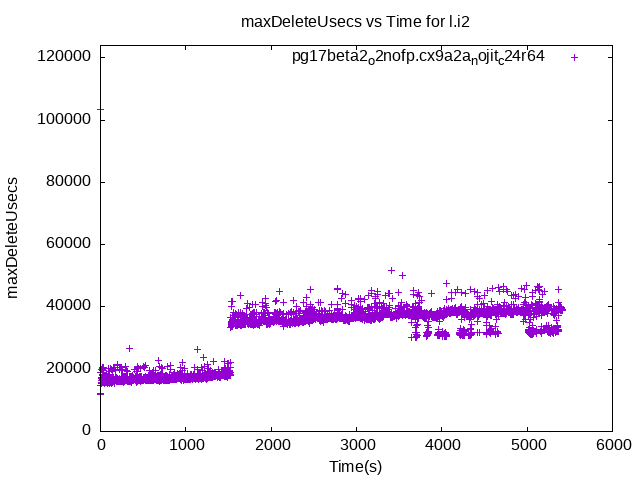 maxDeleteUsecs vs Time for l.i2
pg17beta2o2nofp.cx9a2anojitc24r64
maxDeleteUsecs
120000
100000
80000
60000
40000
20000
0
0 1000 2000 3000 4000 5000 6000
Time(s)